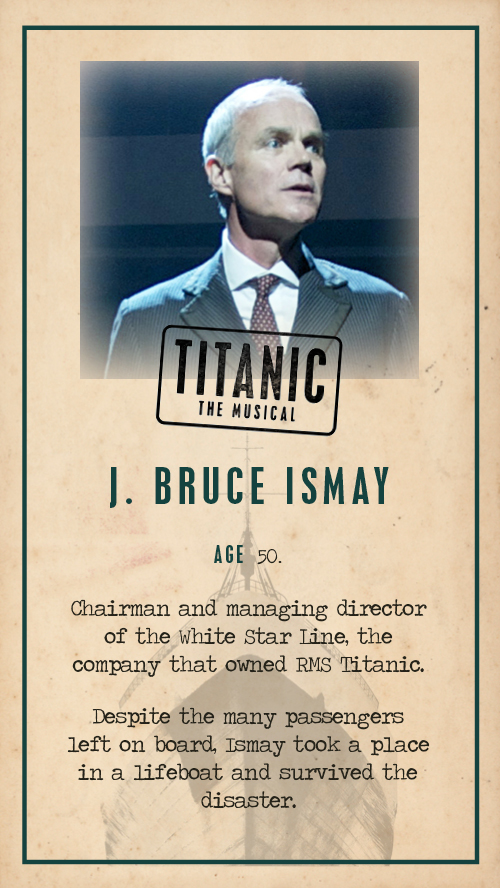 TITANIC
THE MUSICAL
J. BRUCE ISMAY
AGE 50.
Chairman and managing director
of the White Star Line, the
company that owned RMS Titanic.
Despite the many passengers
left on board, Ismay took a place
in a lifeboat and survived the
disaster.